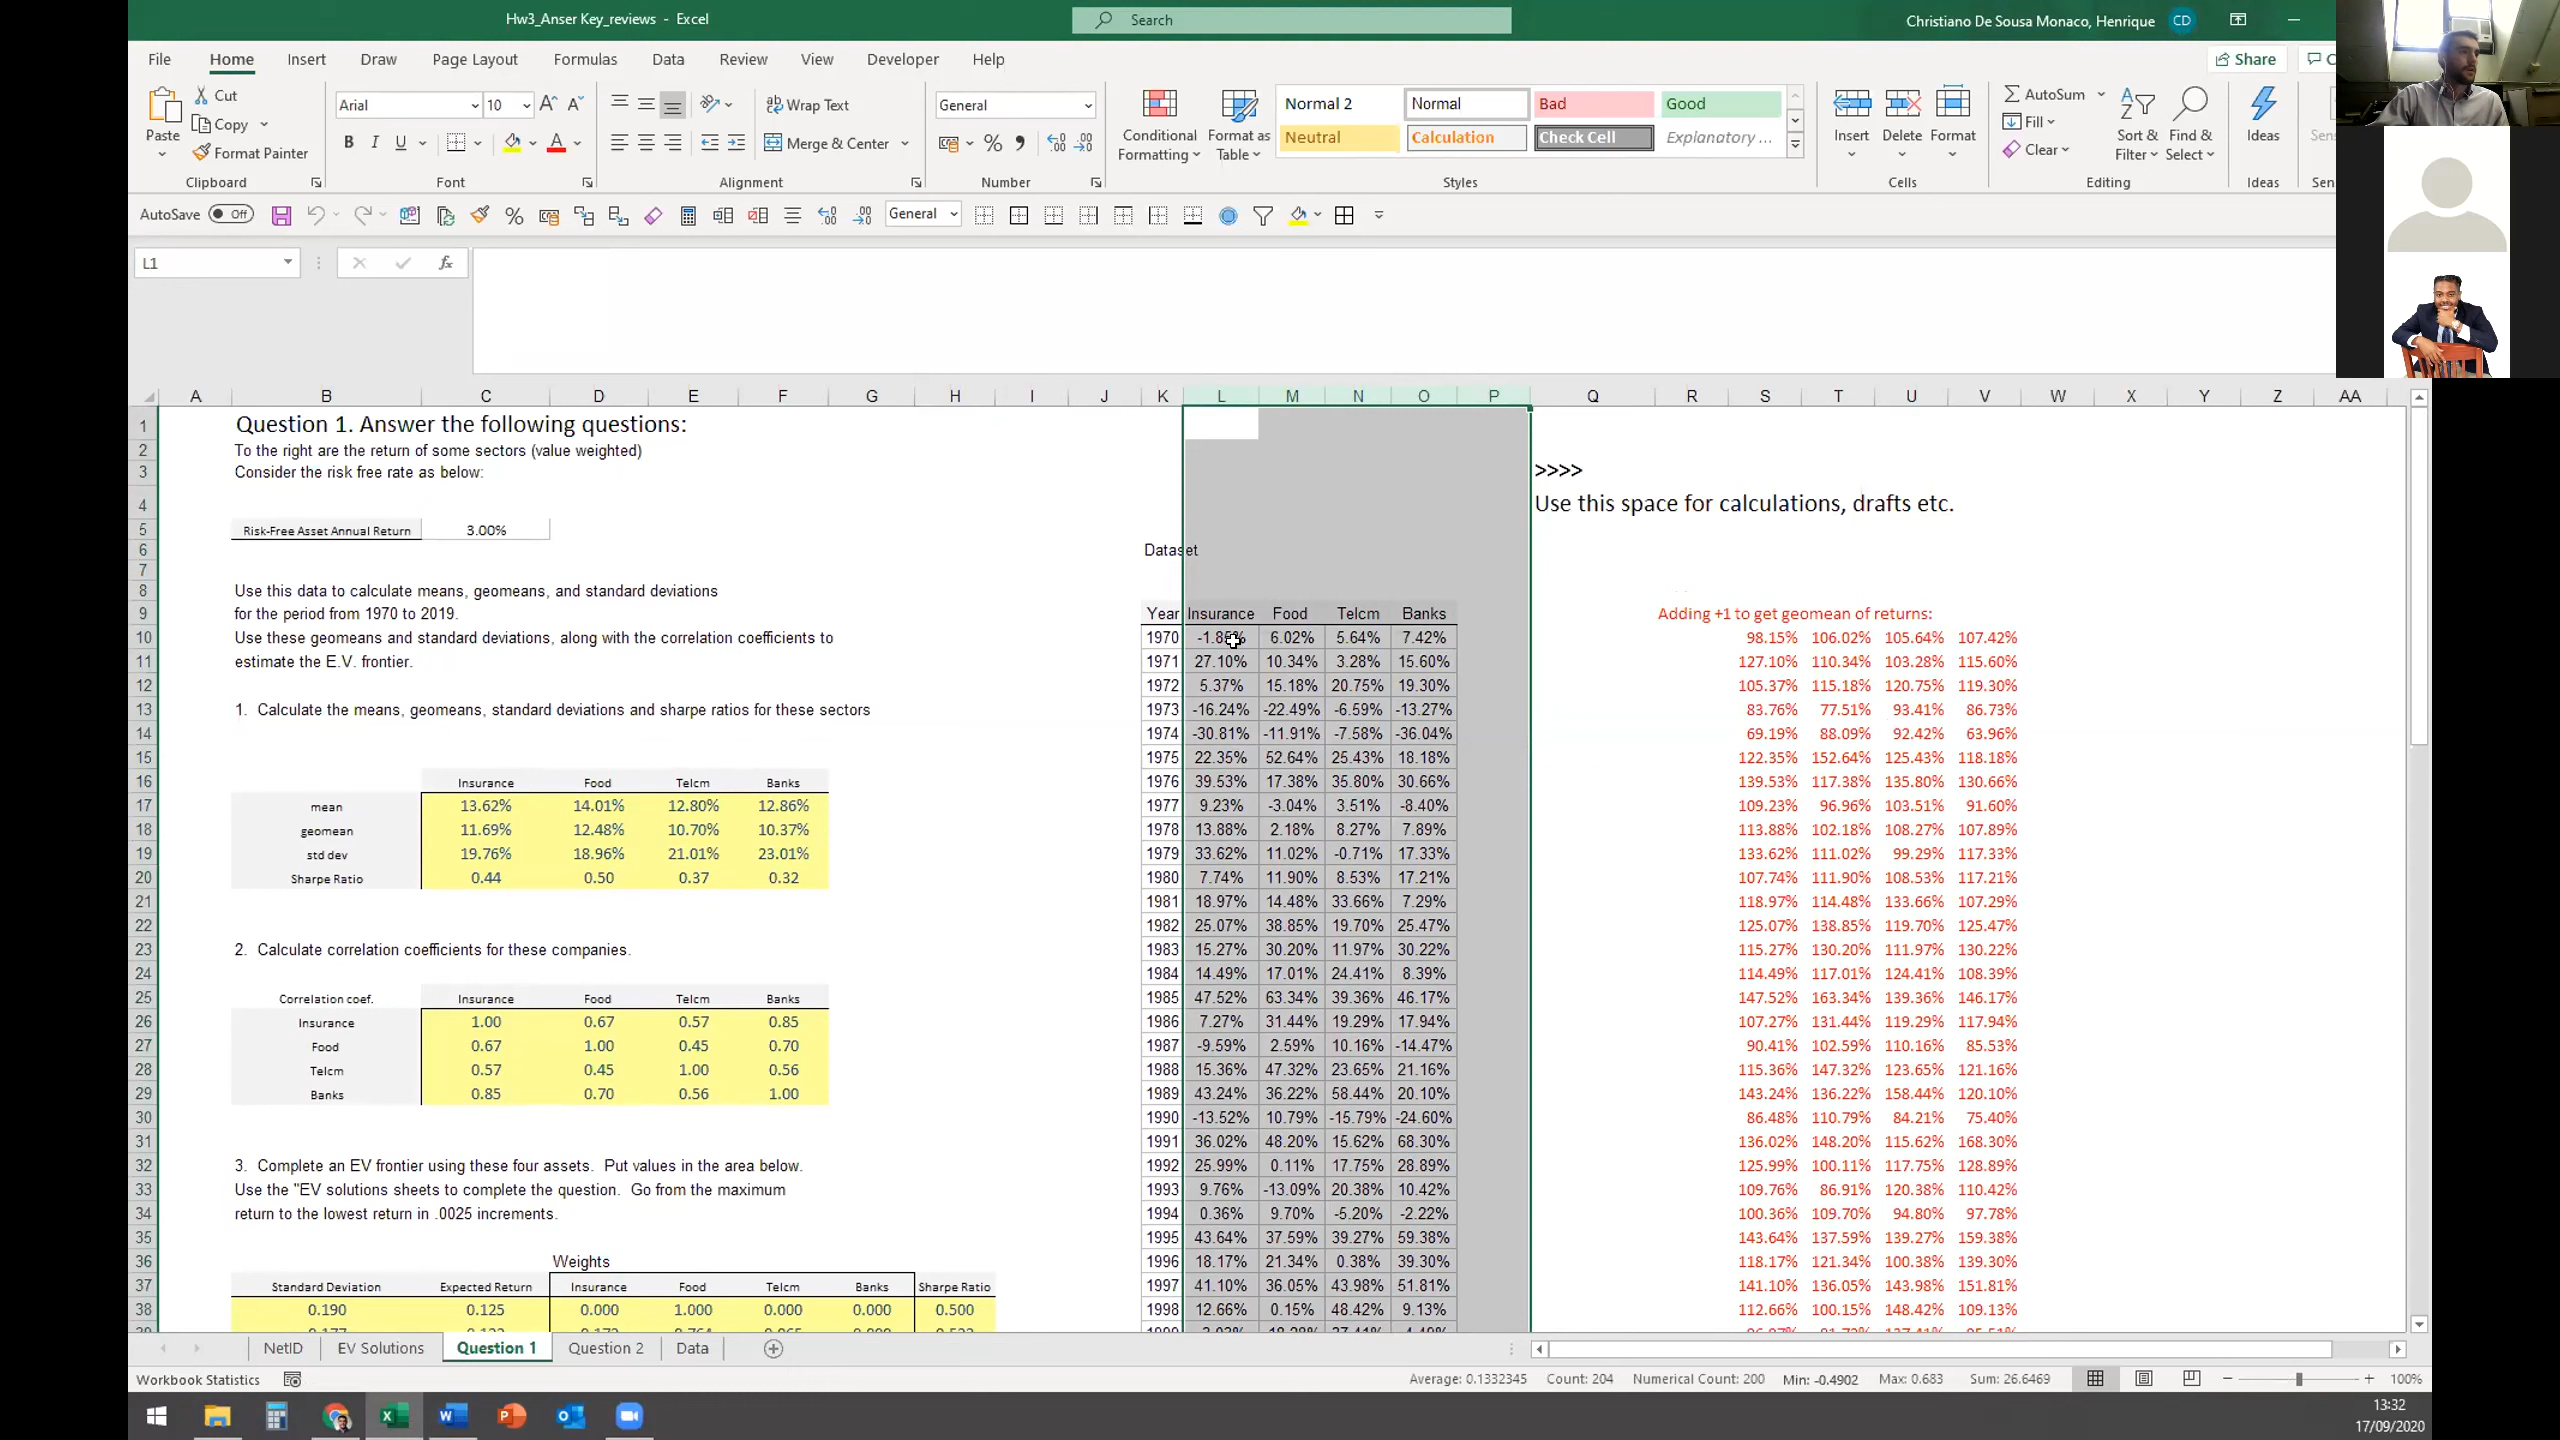 Hw3_Anser Key_reviews - Excel
Search
Christiano De Sousa Monaco, Henrique CD
File Home Insert Draw Page Layout Formulas Data Review View Developer Help
Share
Paste
Cut
Copy
Format Painter
Clipboard
Arial 10
B I U
Font
Wrap Text
Merge & Center
Alignment
General
Number
Conditional Formatting
Format as Table
Normal 2 Normal Bad Good
Neutral Calculation Check Cell Explanatory ...
Styles
Insert Delete Format
Cells
AutoSum
Fill
Clear
Sort & Filter
Find & Select
Editing
Ideas
Ideas
AutoSave Off
General
L1
fx
A B C D E F G H I J K L M N O P Q R S T U V W X Y Z AA
1 Question 1. Answer the following questions:
2 To the right are the return of some sectors (value weighted)
3 Consider the risk free rate as below: >>>>
4 Use this space for calculations, drafts etc.
5 Risk-Free Asset Annual Return 3.00%
6 Dataset
7
8 Use this data to calculate means, geomeans, and standard deviations
9 for the period from 1970 to 2019. Year Insurance Food Telcm Banks Adding +1 to get geomean of returns:
10 Use these geomeans and standard deviations, along with the correlation coefficients to 1970 6.02% 5.64% 7.42% 98.15% 106.02% 105.64% 107.42%
11 estimate the E.V. frontier. 1971 27.10% 10.34% 3.28% 15.60% 127.10% 110.34% 103.28% 115.60%
12 1972 5.37% 15.18% 20.75% 19.30% 105.37% 115.18% 120.75% 119.30%
13 1. Calculate the means, geomeans, standard deviations and sharpe ratios for these sectors 1973 -16.24% -22.49% -6.59% -13.27% 83.76% 77.51% 93.41% 86.73%
14 1974 -30.81% -11.91% -7.58% -36.04% 69.19% 88.09% 92.42% 63.96%
15 1975 22.35% 52.64% 25.43% 18.18% 122.35% 152.64% 125.43% 118.18%
16 Insurance Food Telcm Banks 1976 39.53% 17.38% 35.80% 30.66% 139.53% 117.38% 135.80% 130.66%
17 mean 13.62% 14.01% 12.80% 12.86% 1977 9.23% -3.04% 3.51% -8.40% 109.23% 96.96% 103.51% 91.60%
18 geomean 11.69% 12.48% 10.70% 10.37% 1978 13.88% 2.18% 8.27% 7.89% 113.88% 102.18% 108.27% 107.89%
19 std dev 19.76% 18.96% 21.01% 23.01% 1979 33.62% 11.02% -0.71% 17.33% 133.62% 111.02% 99.29% 117.33%
20 Sharpe Ratio 0.44 0.50 0.37 0.32 1980 7.74% 11.90% 8.53% 17.21% 107.74% 111.90% 108.53% 117.21%
21 1981 18.97% 14.48% 33.66% 7.29% 118.97% 114.48% 133.66% 107.29%
22 1982 25.07% 38.85% 19.70% 25.47% 125.07% 138.85% 119.70% 125.47%
23 2. Calculate correlation coefficients for these companies. 1983 15.27% 30.20% 11.97% 30.22% 115.27% 130.20% 111.97% 130.22%
24 1984 14.49% 17.01% 24.41% 8.39% 114.49% 117.01% 124.41% 108.39%
25 Correlation coef. Insurance Food Telcm Banks 1985 47.52% 63.34% 39.36% 46.17% 147.52% 163.34% 139.36% 146.17%
26 Insurance 1.00 0.67 0.57 0.85 1986 7.27% 31.44% 19.29% 17.94% 107.27% 131.44% 119.29% 117.94%
27 Food 0.67 1.00 0.45 0.70 1987 -9.59% 2.59% 10.16% -14.47% 90.41% 102.59% 110.16% 85.53%
28 Telcm 0.57 0.45 1.00 0.56 1988 15.36% 47.32% 23.65% 21.16% 115.36% 147.32% 123.65% 121.16%
29 Banks 0.85 0.70 0.56 1.00 1989 43.24% 36.22% 58.44% 20.10% 143.24% 136.22% 158.44% 120.10%
30 1990 -13.52% 10.79% -15.79% -24.60% 86.48% 110.79% 84.21% 75.40%
31 1991 36.02% 48.20% 15.62% 68.30% 136.02% 148.20% 115.62% 168.30%
32 3. Complete an EV frontier using these four assets. Put values in the area below. 1992 25.99% 0.11% 17.75% 28.89% 125.99% 100.11% 117.75% 128.89%
33 Use the "EV solutions sheets to complete the question. Go from the maximum 1993 9.76% -13.09% 20.38% 10.42% 109.76% 86.91% 120.38% 110.42%
34 return to the lowest return in .0025 increments. 1994 0.36% 9.70% -5.20% -2.22% 100.36% 109.70% 94.80% 97.78%
35 1995 43.64% 37.59% 39.27% 59.38% 143.64% 137.59% 139.27% 159.38%
36 Weights 1996 18.17% 21.34% 0.38% 39.30% 118.17% 121.34% 100.38% 139.30%
37 Standard Deviation Expected Return Insurance Food Telcm Banks Sharpe Ratio 1997 41.10% 36.05% 43.98% 51.81% 141.10% 136.05% 143.98% 151.81%
38 0.190 0.125 0.000 1.000 0.000 0.000 0.500 1998 12.66% 0.15% 48.42% 9.13% 112.66% 100.15% 148.42% 109.13%
NetID EV Solutions Question 1 Question 2 Data
Workbook Statistics Average: 0.1332345 Count: 204 Numerical Count: 200 Min: -0.4902 Max: 0.683 Sum: 26.6469 100%
13:32
17/09/2020